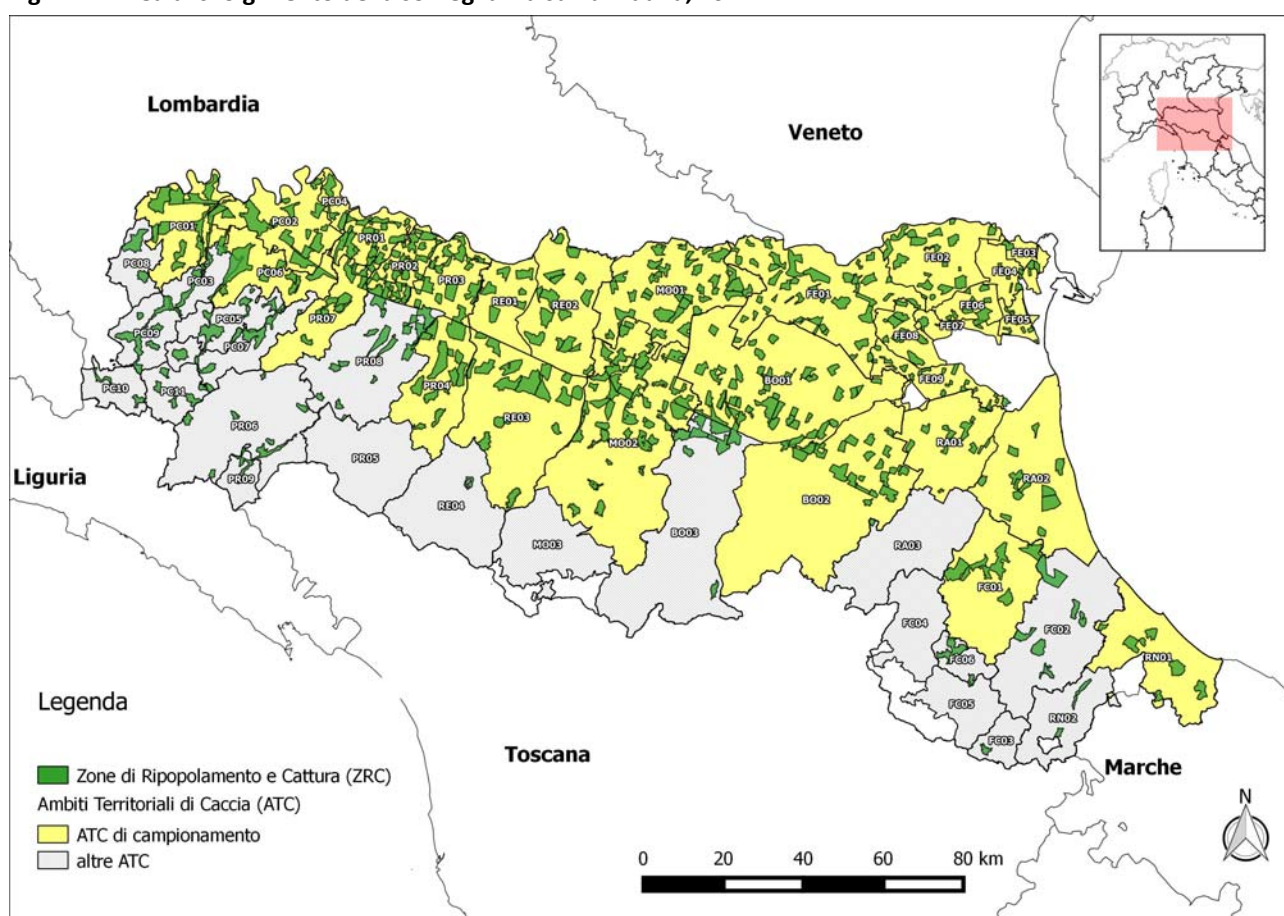 Lombardia
Veneto
PC04
PC01
PC02
PR01
PC08
PC03
PC06
PR02
PR03
FE02
FE03
FE04
RE01
RE02
MO01
FE01
FE06
FE05
FE07
PC05
PR07
PC09
PC07
FE08
PR08
PC10
PC11
PR04
BO01
FE09
RE03
PR06
MO02
RA01
PR05
Liguria
PR09
RA02
RE04
BO02
MO03
BO03
RA03
FC01
FC04
FC02
FC06
RN01
FC05
RN02
FC03
Legenda
Toscana
Marche
Zone di Ripopolamento e Cattura (ZRC)
Ambiti Territoriali di Caccia (ATC)
ATC di campionamento
altre ATC
N
0 20 40 60 80 km